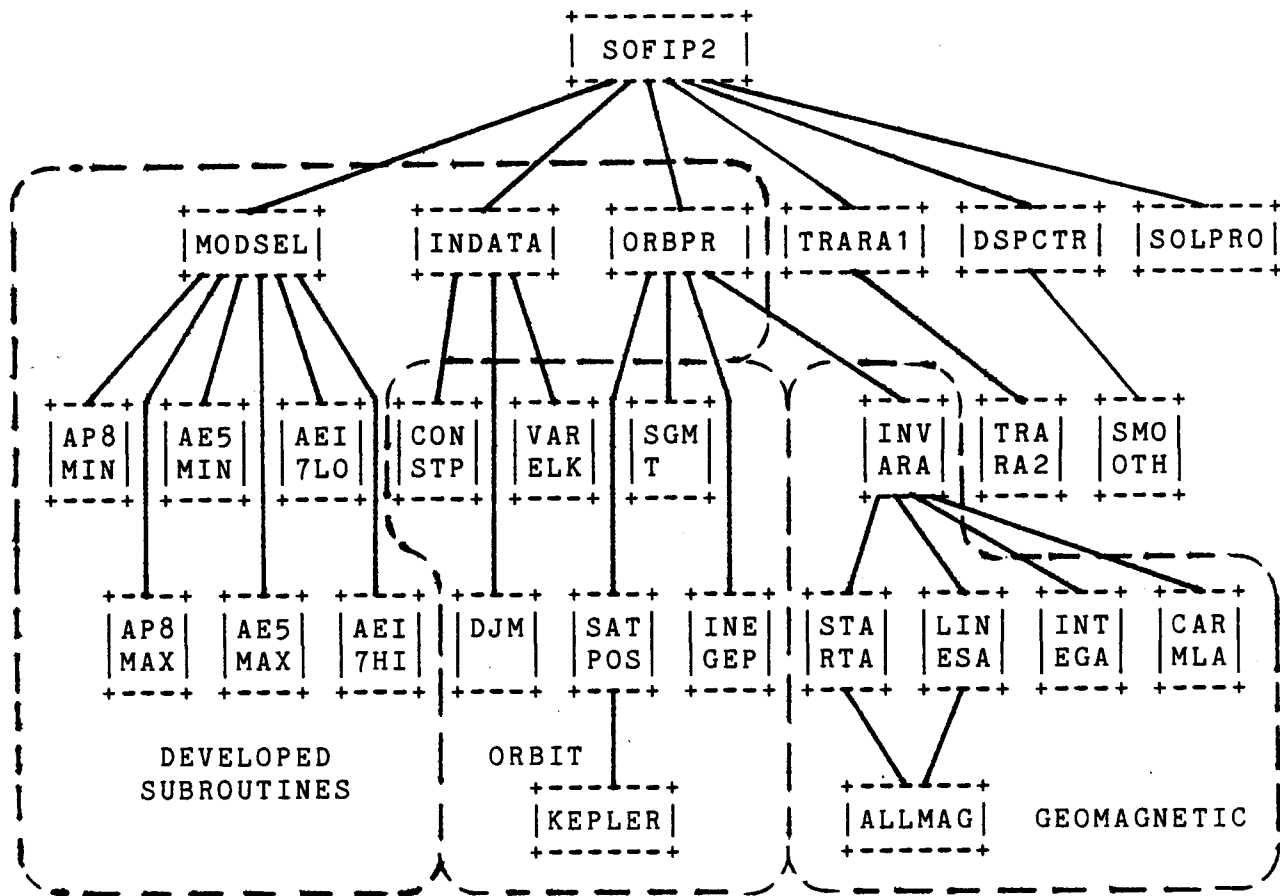 SOFIP2
MODSEL
INDATA
ORBPR
TRARA1
DSPCTR
SOLPRO
AP8
MIN
AE5
MIN
AEI
7LO
CON
STP
VAR
ELK
SGM
T
INV
ARA
TRA
RA2
SMO
OTH
AP8
MAX
AE5
MAX
AEI
7HI
DJM
SAT
POS
INE
GEP
STA
RTA
LIN
ESA
INT
EGA
CAR
MLA
DEVELOPED
SUBROUTINES
ORBIT
KEPLER
ALLMAG
GEOMAGNETIC